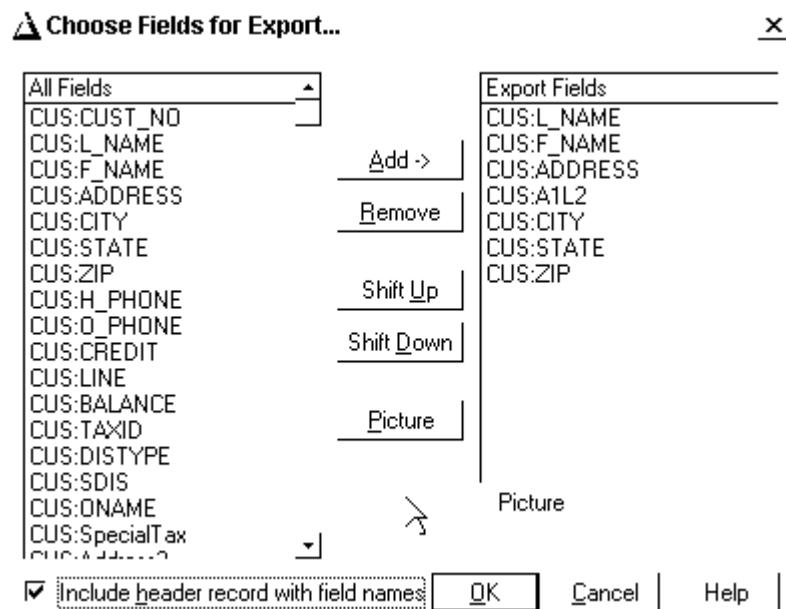 Choose Fields for Export...
All Fields
CUS:CUST_NO
CUS:L_NAME
CUS:F_NAME
CUS:ADDRESS
CUS:CITY
CUS:STATE
CUS:ZIP
CUS:H_PHONE
CUS:O_PHONE
CUS:CREDIT
CUS:LINE
CUS:BALANCE
CUS:TAXID
CUS:DISTYPE
CUS:SDIS
CUS:ONAME
CUS:SpecialTax
Add ->
Remove
Shift Up
Shift Down
Picture
Export Fields
CUS:L_NAME
CUS:F_NAME
CUS:ADDRESS
CUS:A1L2
CUS:CITY
CUS:STATE
CUS:ZIP
Picture
Include header record with field names
OK
Cancel
Help